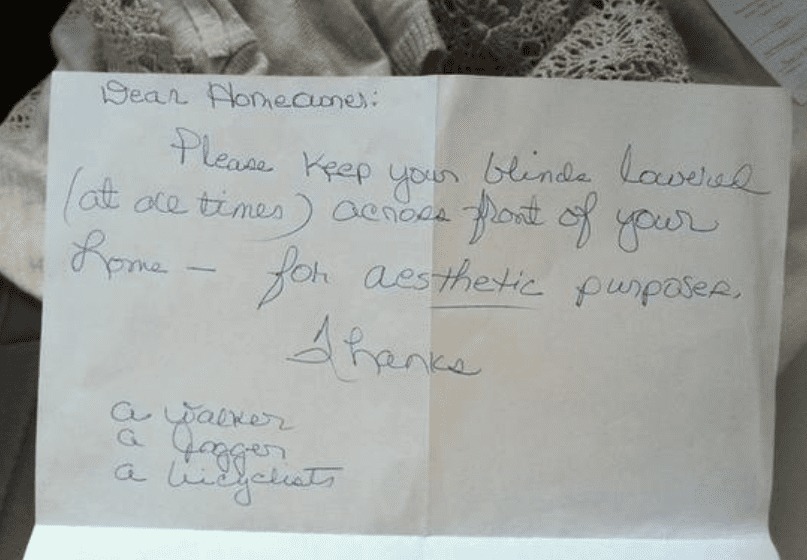 Dear Homeowner:
Please keep your blinds lowered
(at all times) across front of your
home — for aesthetic purposes.
Thanks
a walker
a jogger
a bicyclists